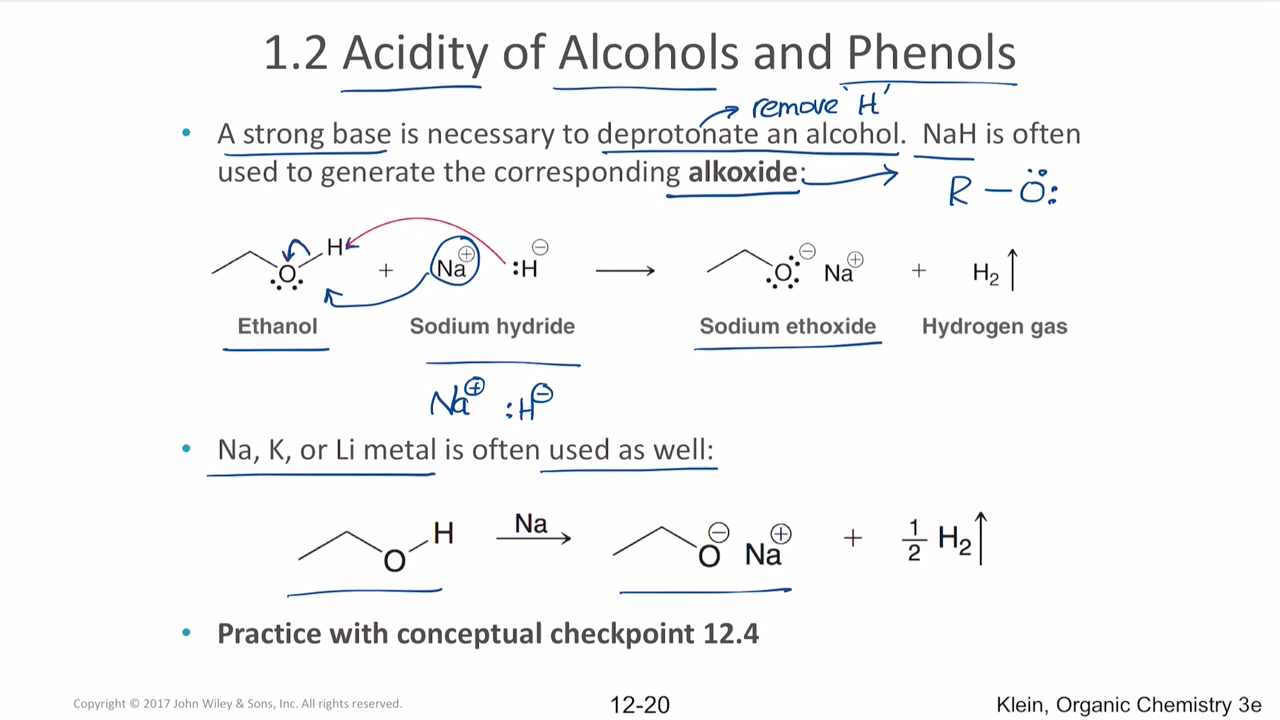 1.2 Acidity of Alcohols and Phenols
remove 'H'
• A strong base is necessary to deprotonate an alcohol. NaH is often
used to generate the corresponding alkoxide:
R – Ö:
H
O + Na⊕ :H⊖ ⟶ O⊖ Na⊕ + H₂↑
Ethanol Sodium hydride Sodium ethoxide Hydrogen gas
Na⊕ :H⊖
• Na, K, or Li metal is often used as well:
O H Na O⊖ Na⊕ + 1/2 H₂↑
• Practice with conceptual checkpoint 12.4
Copyright © 2017 John Wiley & Sons, Inc. All rights reserved. 12-20 Klein, Organic Chemistry 3e